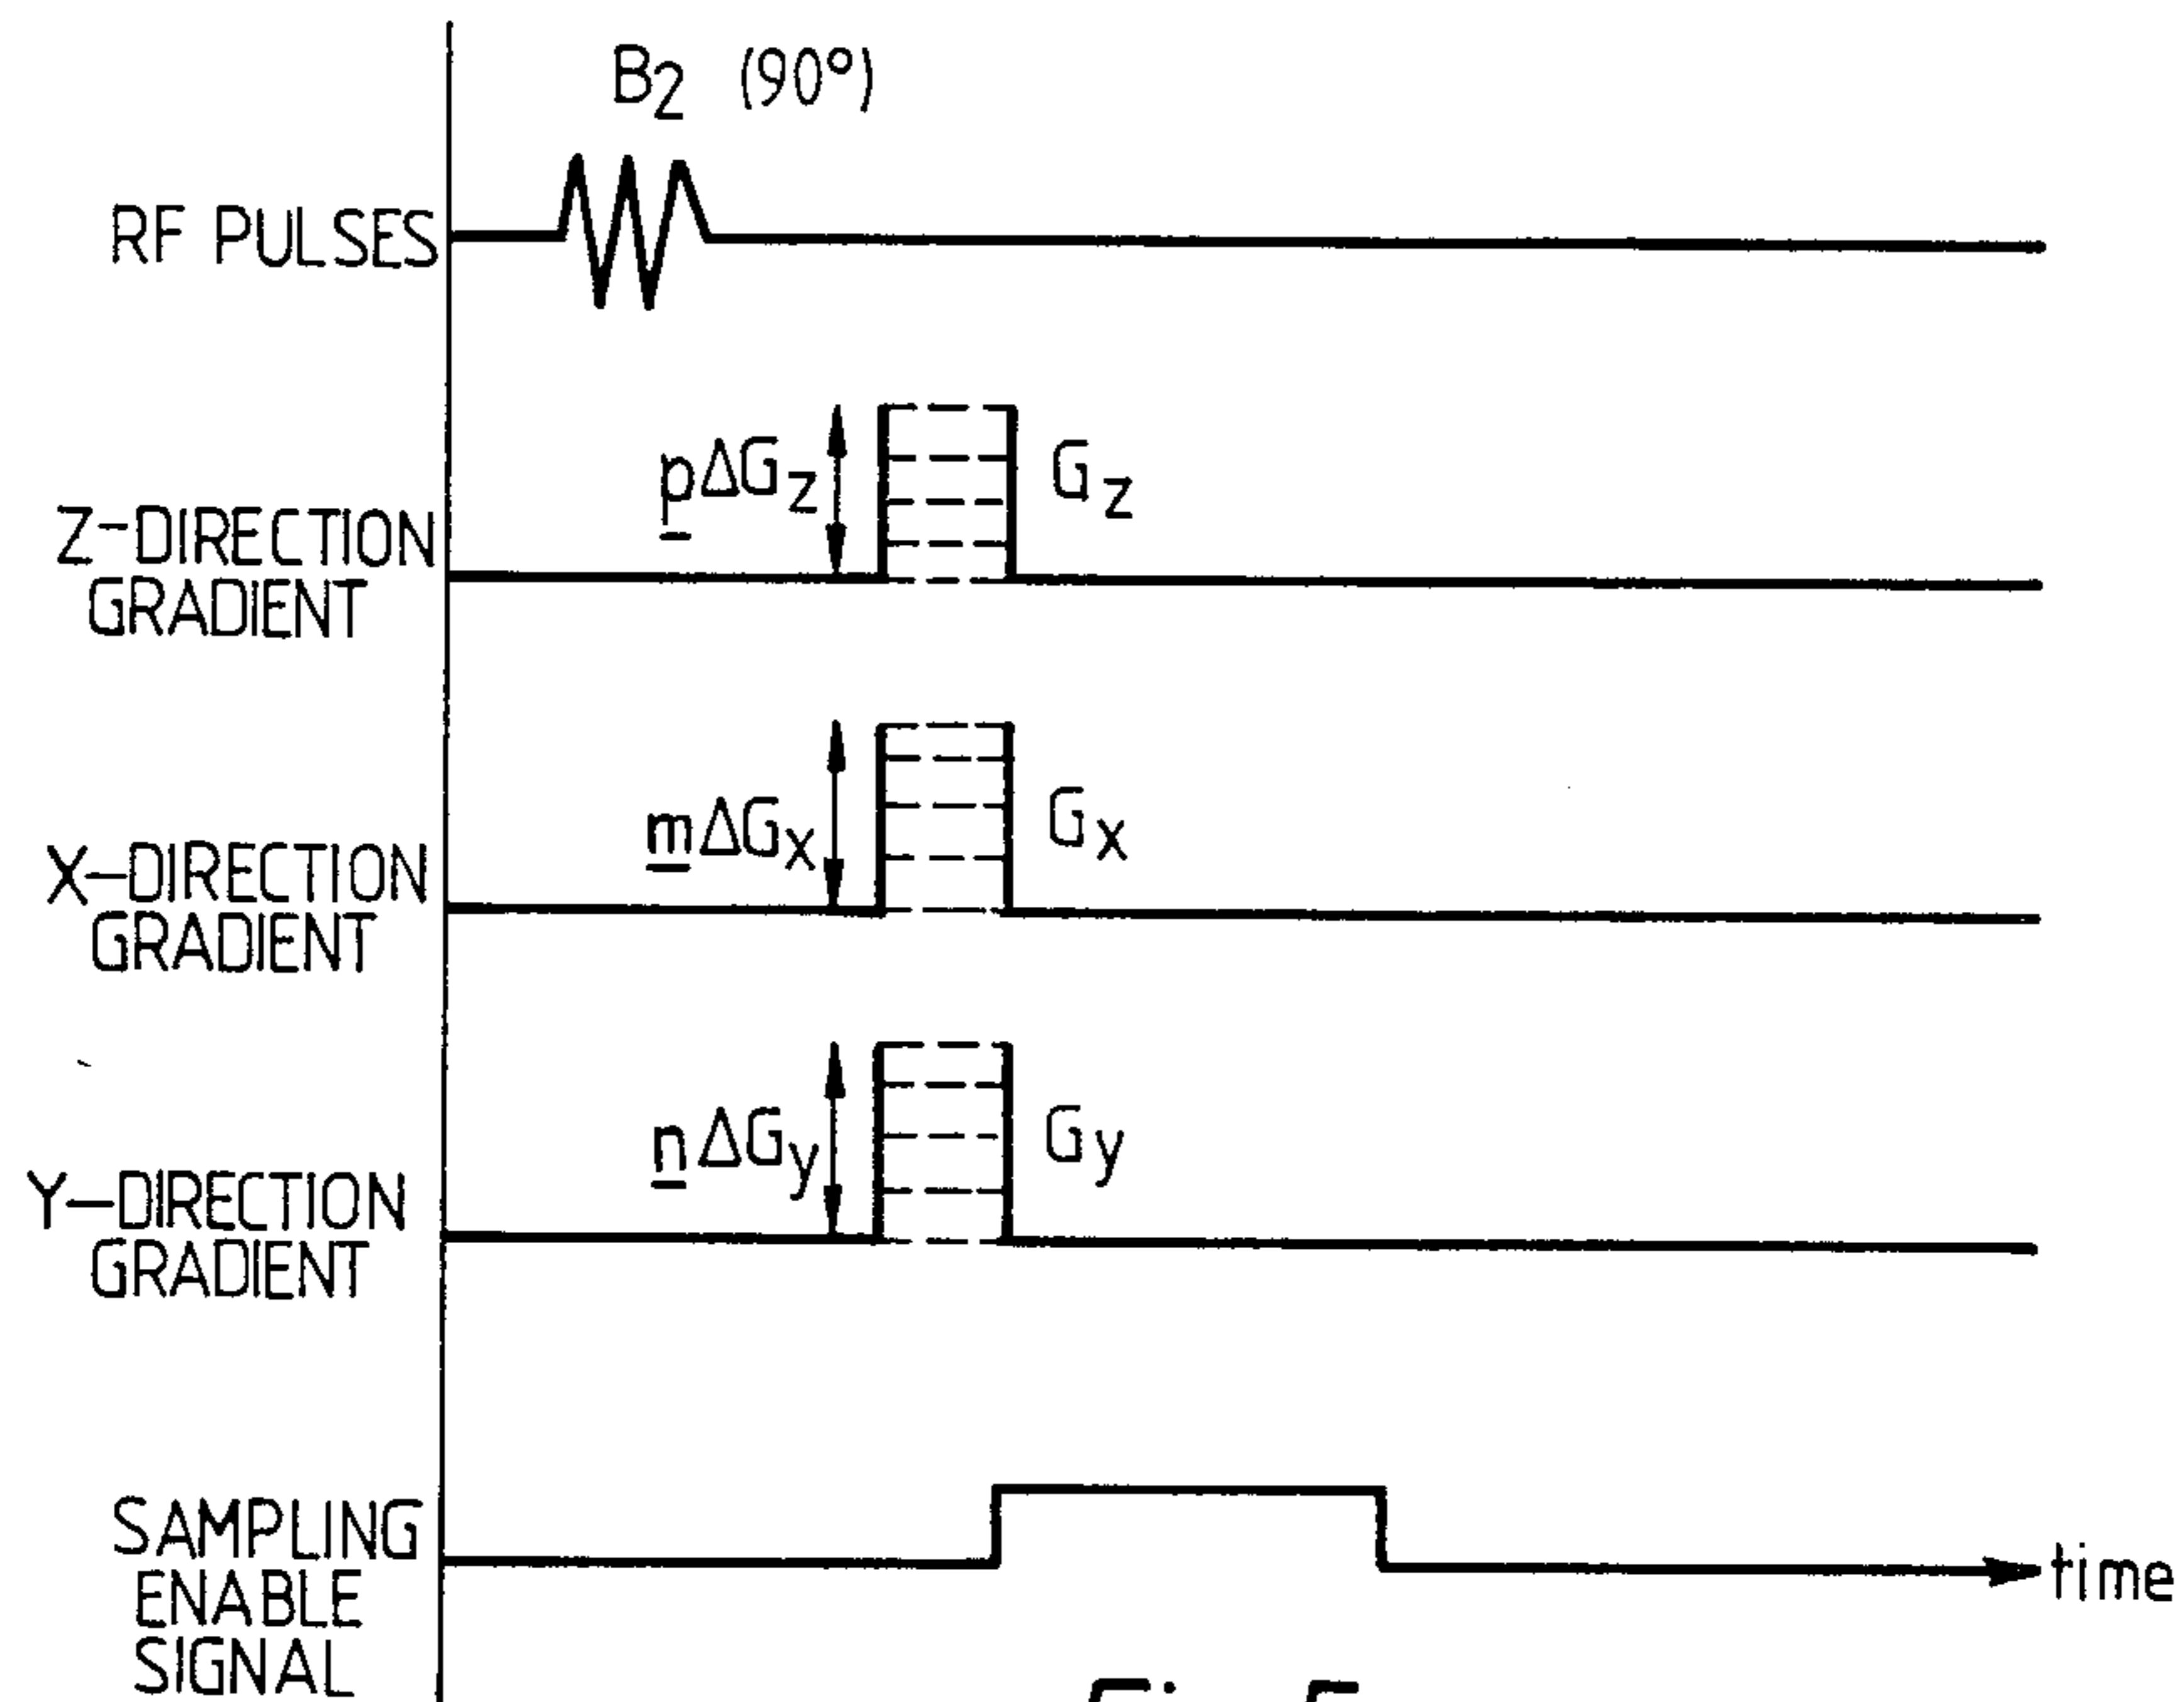 B2 (90°)
RF PULSES
pΔGz
Gz
Z-DIRECTION
GRADIENT
mΔGx
Gx
X-DIRECTION
GRADIENT
nΔGy
Gy
Y-DIRECTION
GRADIENT
SAMPLING
ENABLE
SIGNAL
time